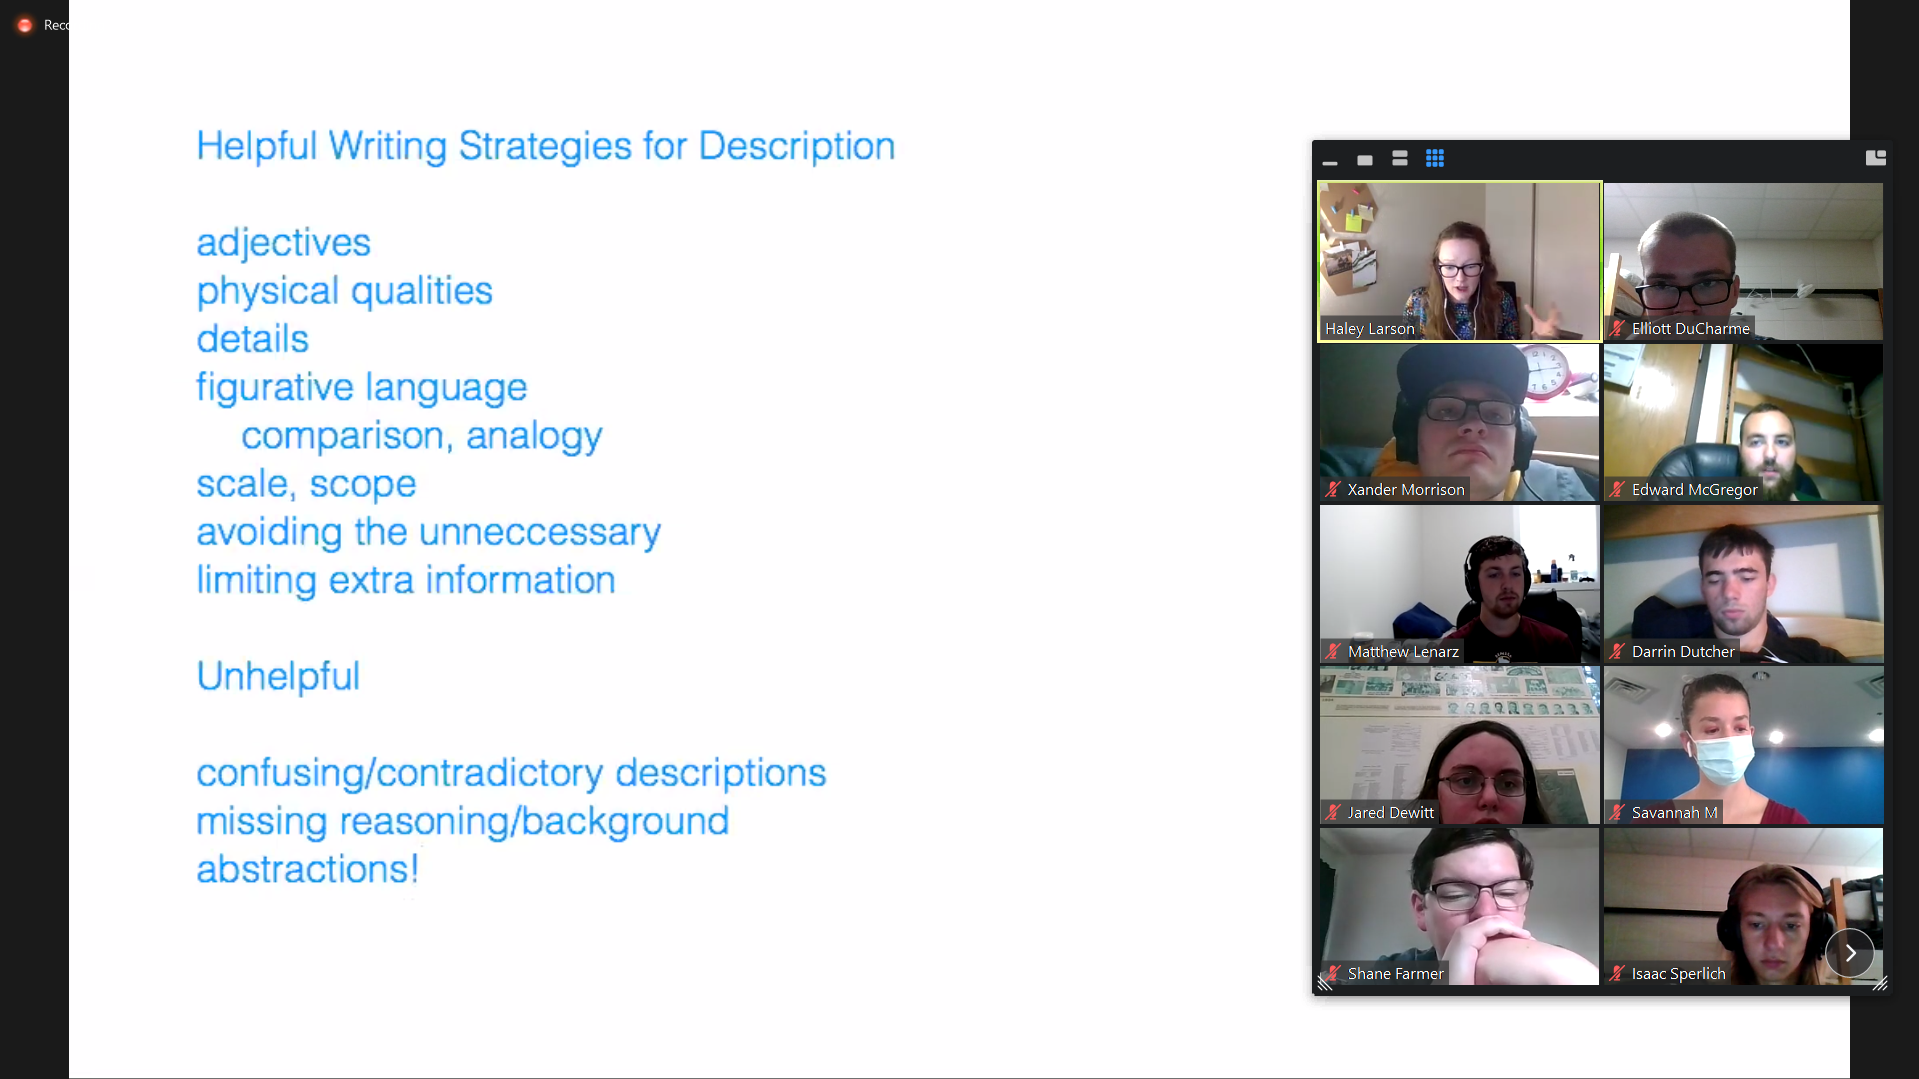 Reco
Helpful Writing Strategies for Description
adjectives
physical qualities
details
figurative language
comparison, analogy
scale, scope
avoiding the unneccessary
limiting extra information
Unhelpful
confusing/contradictory descriptions
missing reasoning/background
abstractions!
Haley Larson
Elliott DuCharme
Xander Morrison
Edward McGregor
Matthew Lenarz
Darrin Dutcher
Jared Dewitt
Savannah M
Shane Farmer
Isaac Sperlich